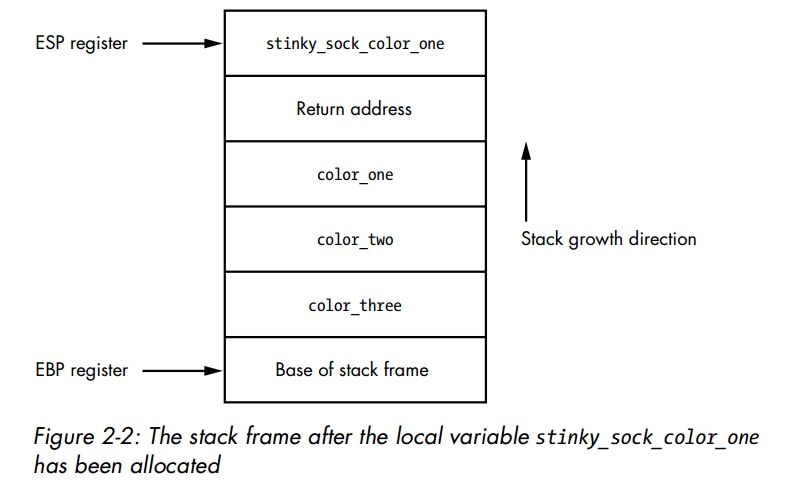 ESP register
stinky_sock_color_one
Return address
color_one
color_two
Stack growth direction
color_three
EBP register
Base of stack frame
Figure 2-2: The stack frame after the local variable stinky_sock_color_one
has been allocated